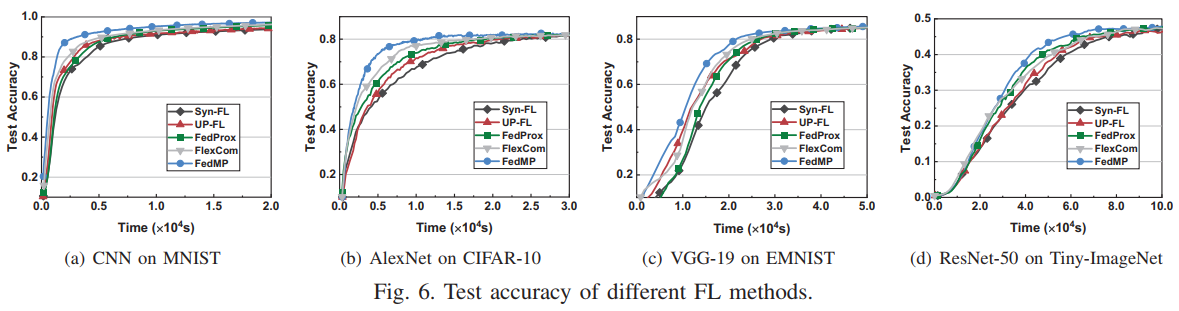 1.0
0.8
0.6
0.4
0.2
Test Accuracy
0.0 0.5 1.0 1.5 2.0
Time (×10⁴s)
Syn-FL
UP-FL
FedProx
FlexCom
FedMP
(a) CNN on MNIST
0.8
0.6
0.4
0.2
Test Accuracy
0.0 0.5 1.0 1.5 2.0 2.5 3.0
Time (×10⁴s)
Syn-FL
UP-FL
FedProx
FlexCom
FedMP
(b) AlexNet on CIFAR-10
0.8
0.6
0.4
0.2
Test Accuracy
0.0 1.0 2.0 3.0 4.0 5.0
Time (×10⁴s)
Syn-FL
UP-FL
FedProx
FlexCom
FedMP
(c) VGG-19 on EMNIST
0.5
0.4
0.3
0.2
0.1
0.0
Test Accuracy
0.0 2.0 4.0 6.0 8.0 10.0
Time (×10⁴s)
Syn-FL
UP-FL
FedProx
FlexCom
FedMP
(d) ResNet-50 on Tiny-ImageNet
Fig. 6. Test accuracy of different FL methods.